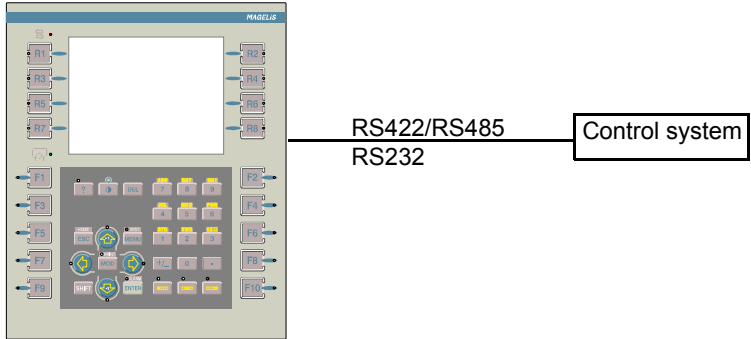 MAGELIS
R1 R2
R3 R4
R5 R6
R7 R8
RS422/RS485
RS232
Control system
F1 F2
? DEL 7 8 9
F3 F4
4 5 6
F5 F6
ESC MENU 1 2 3
F7 F8
MOD +/_ 0 .
F9 F10
SHIFT ENTER